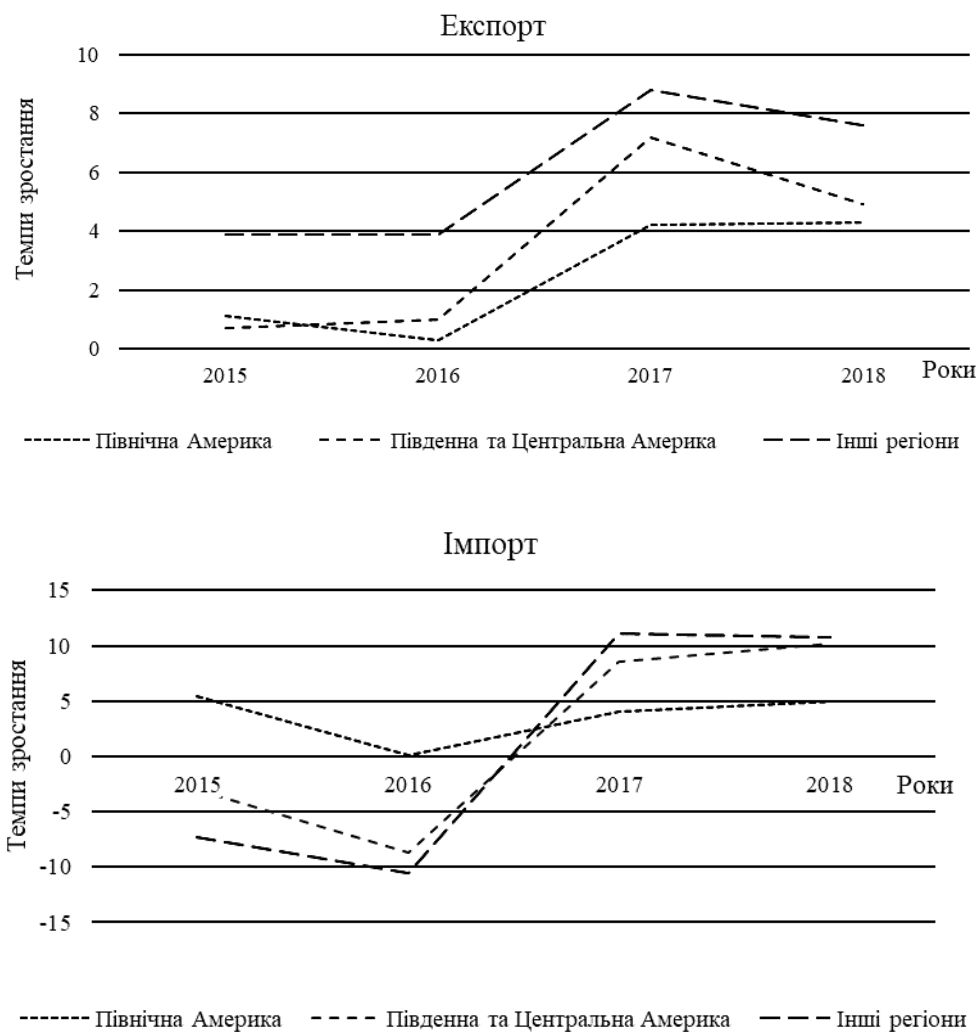 Експорт
Темпи зростання
10
8
6
4
2
0
2015 2016 2017 2018 Роки
Північна Америка Південна та Центральна Америка Інші регіони
Імпорт
Темпи зростання
15
10
5
0
2015 2016 2017 2018 Роки
-5
-10
-15
Північна Америка Південна та Центральна Америка Інші регіони